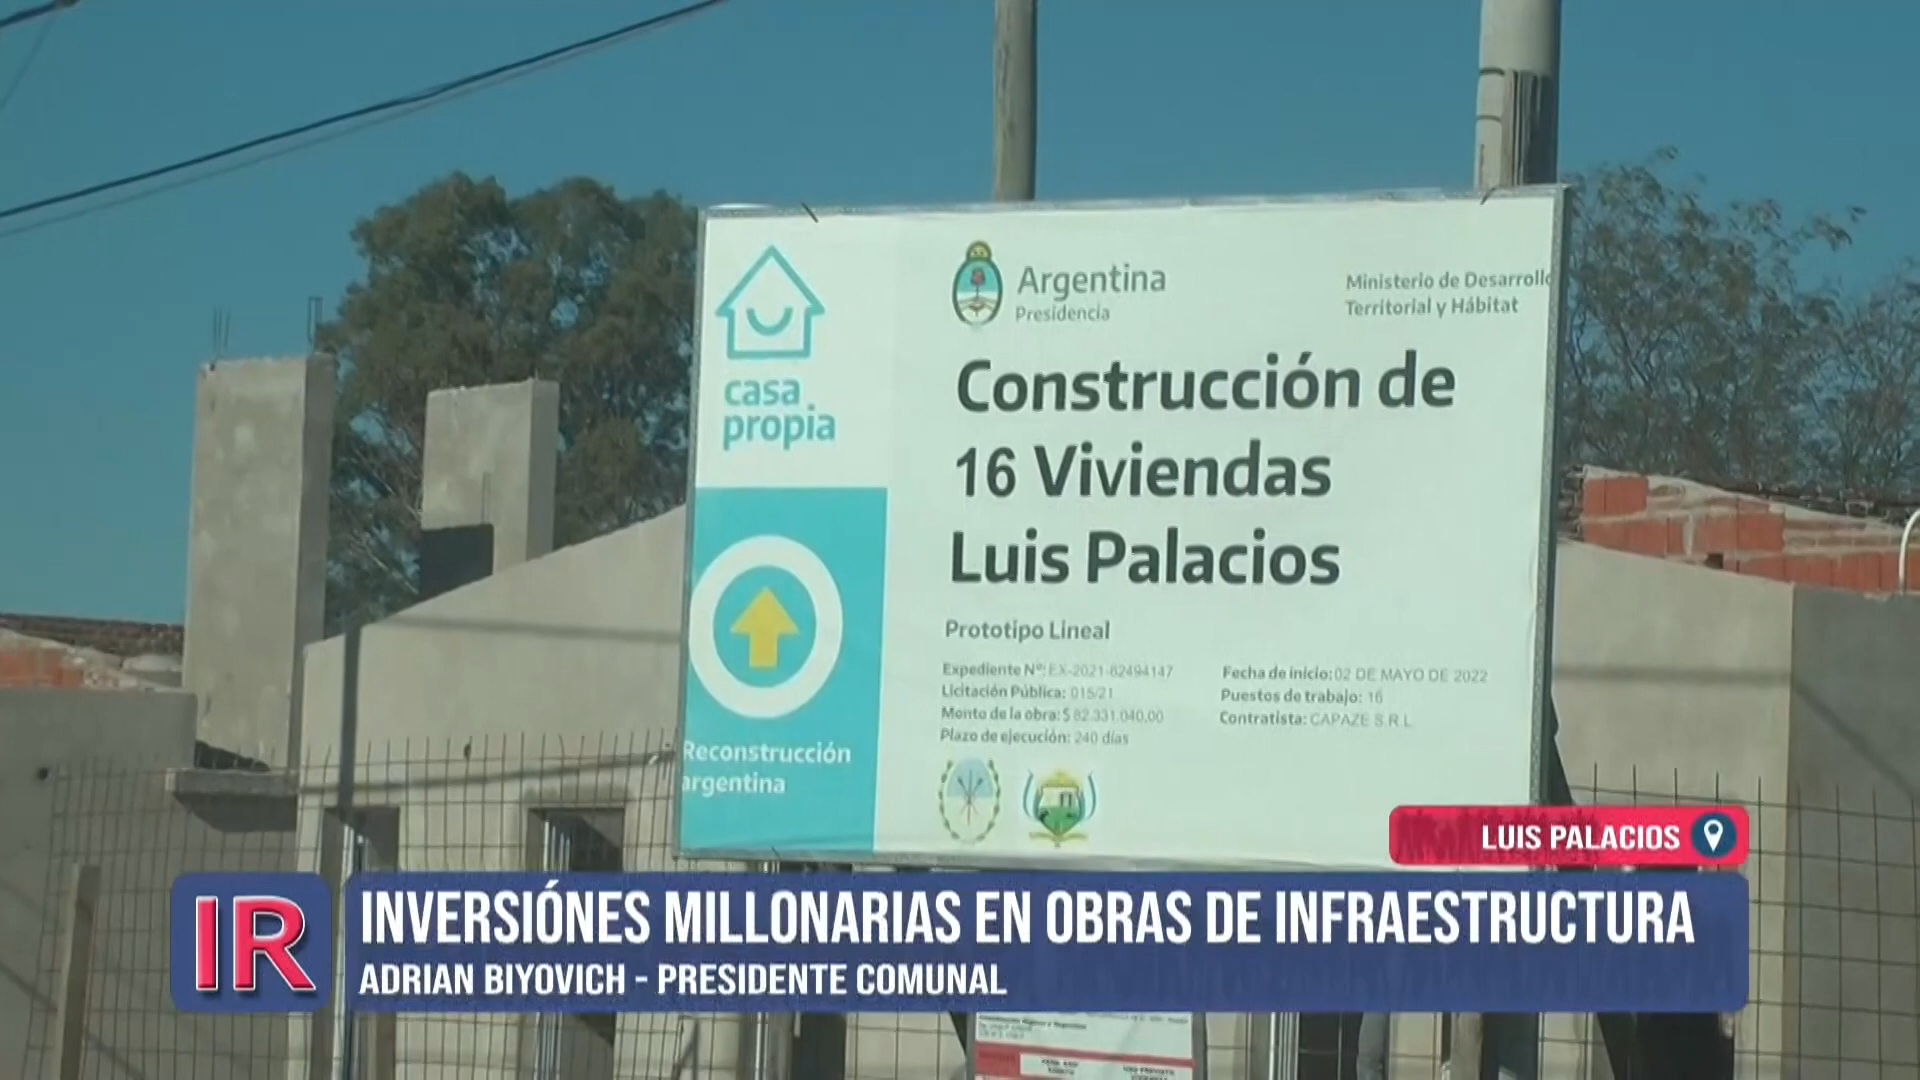 Argentina
Presidencia
Ministerio de Desarrollo
Territorial y Hábitat
casa
propia
Construcción de
16 Viviendas
Luis Palacios
Prototipo Lineal
Expediente Nº: EX-2021-62494147
Licitación Pública: 015/21
Monto de la obra: $ 82.331.040,00
Plazo de ejecución: 240 días
Fecha de inicio: 02 DE MAYO DE 2022
Puestos de trabajo: 16
Contratista: CAPAZE S.R.L
Reconstrucción
argentina
LUIS PALACIOS
IR
INVERSIÓNES MILLONARIAS EN OBRAS DE INFRAESTRUCTURA
ADRIAN BIYOVICH - PRESIDENTE COMUNAL